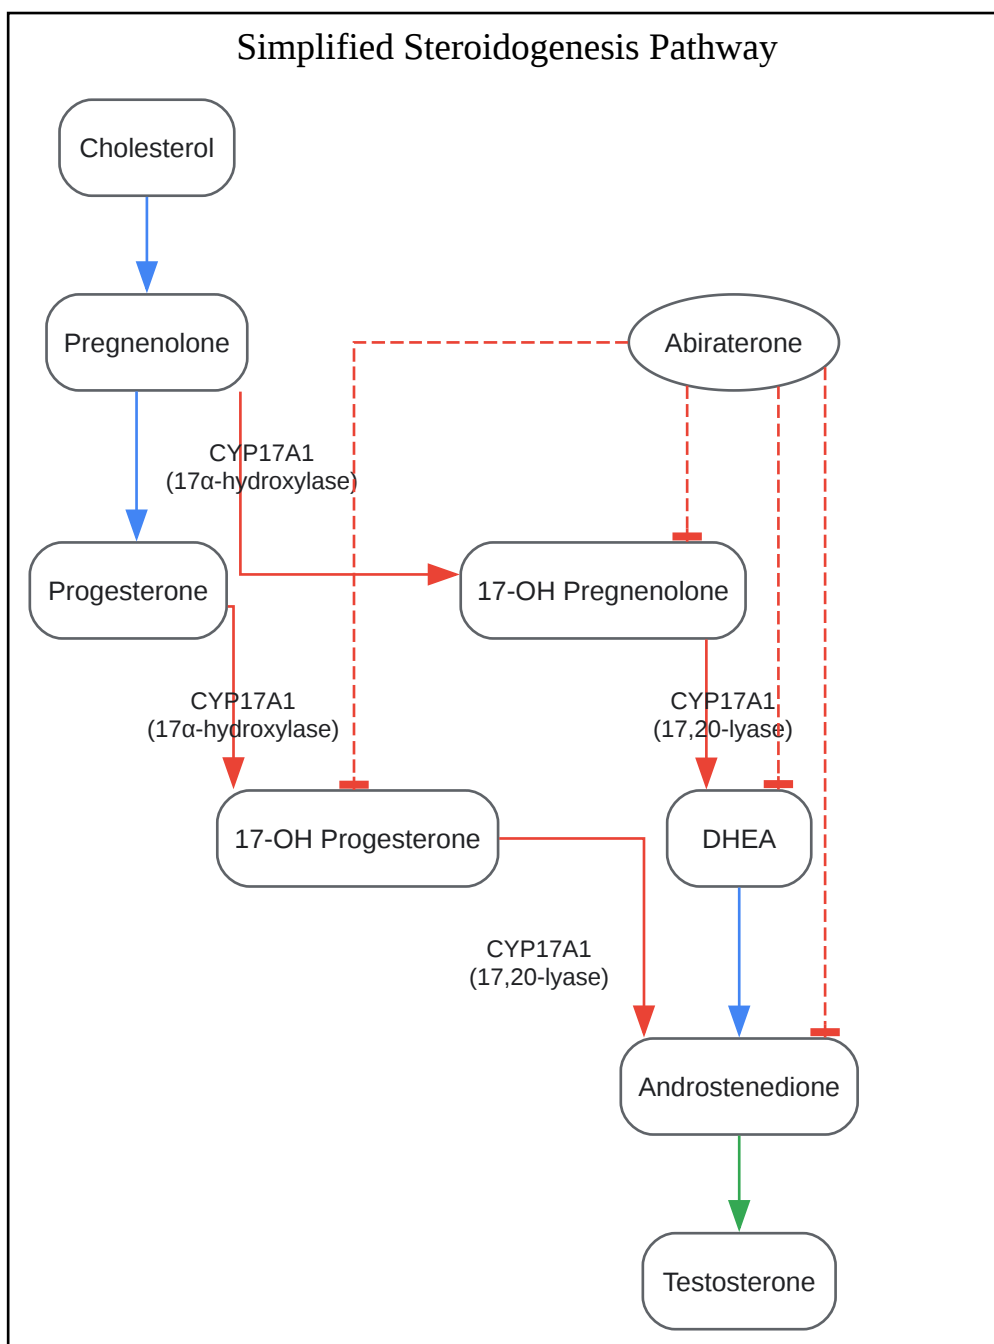 Simplified Steroidogenesis Pathway
Cholesterol
Pregnenolone
Abiraterone
CYP17A1
(17α-hydroxylase)
Progesterone
17-OH Pregnenolone
CYP17A1
(17α-hydroxylase)
CYP17A1
(17,20-lyase)
17-OH Progesterone
DHEA
CYP17A1
(17,20-lyase)
Androstenedione
Testosterone